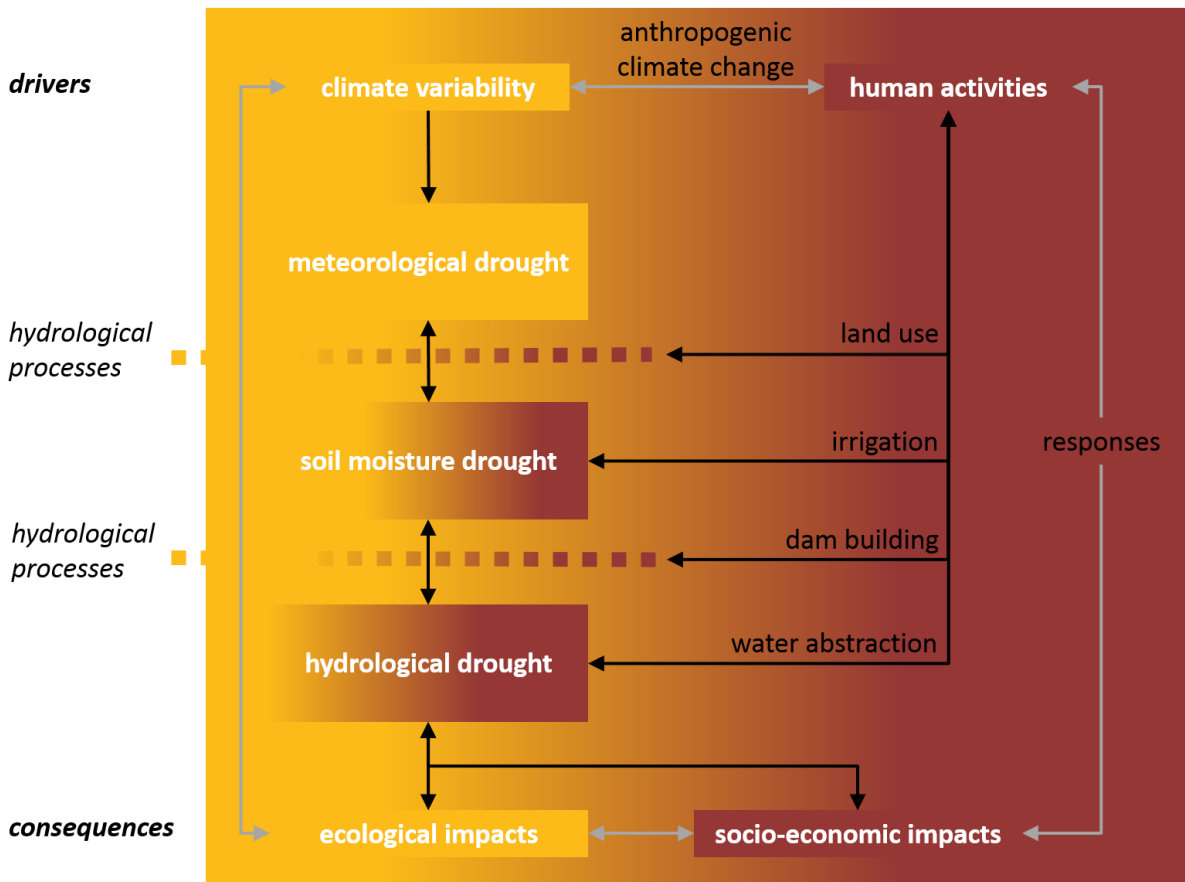 anthropogenic
climate change
drivers
climate variability
human activities
meteorological drought
hydrological
processes
land use
irrigation
soil moisture drought
responses
hydrological
processes
dam building
water abstraction
hydrological drought
consequences
ecological impacts
socio-economic impacts